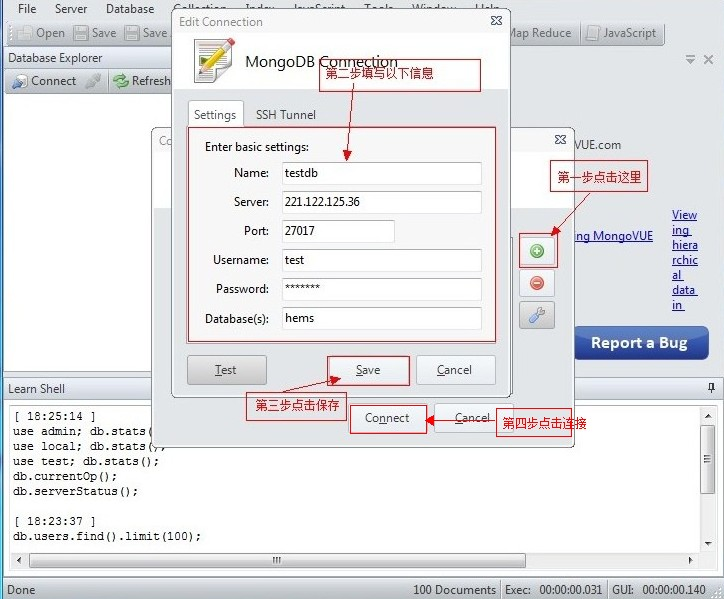 File Server Database Collection Index JavaScript Tools Window Help
Open Save Save Map Reduce JavaScript
Edit Connection
Database Explorer
MongoDB Connection
第二步填写以下信息
Connect Refresh
Settings SSH Tunnel
Co
Enter basic settings:
VUE.com
Name: testdb
第一步点击这里
Server: 221.122.125.36
Port: 27017
ing MongoVUE
View
ing
hiera
rchic
al
data
in
Username: test
Password: *******
Database(s): hems
Report a Bug
Test Save Cancel
Learn Shell
第三步点击保存
Connect Cancel
第四步点击连接
[ 18:25:14 ]
use admin; db.stats(
use local; db.stats();
use test; db.stats();
db.currentOp();
db.serverStatus();
[ 18:23:37 ]
db.users.find().limit(100);
Done 100 Documents Exec: 00:00:00.031 GUI: 00:00:00.140